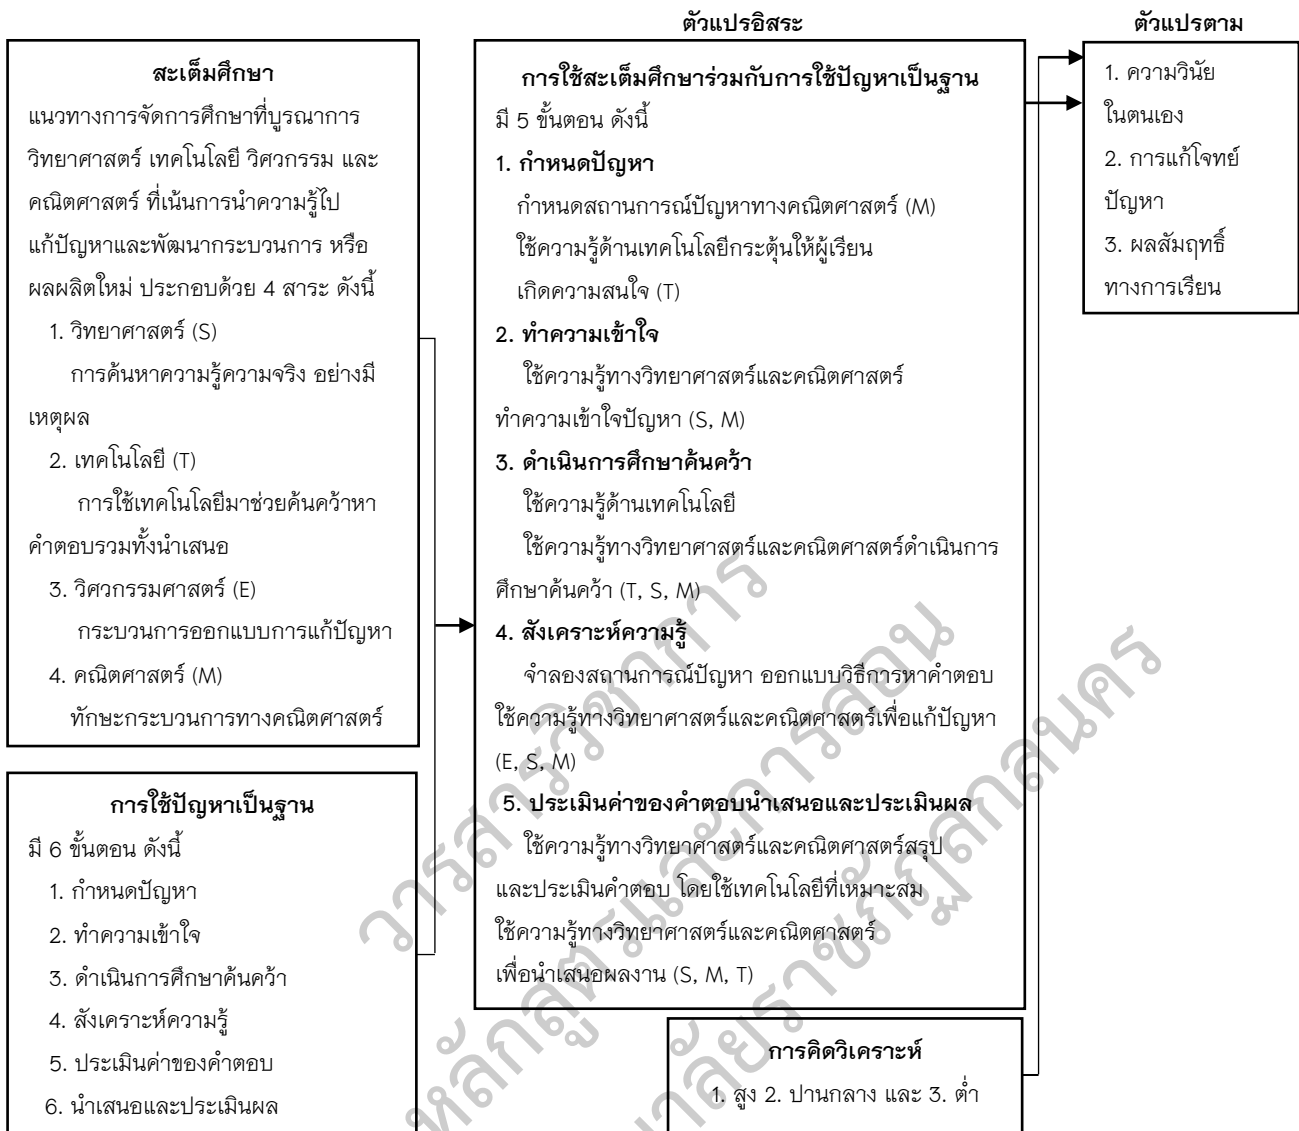 ตัวแปรอิสระ
ตัวแปรตาม
สะเต็มศึกษา
แนวทางการจัดการศึกษาที่บูรณาการ
วิทยาศาสตร์ เทคโนโลยี วิศวกรรม และ
คณิตศาสตร์ ที่เน้นการนำความรู้ไป
แก้ปัญหาและพัฒนากระบวนการ หรือ
ผลผลิตใหม่ ประกอบด้วย 4 สาระ ดังนี้
1. วิทยาศาสตร์ (S)
การค้นหาความรู้ความจริง อย่างมี
เหตุผล
2. เทคโนโลยี (T)
การใช้เทคโนโลยีมาช่วยค้นคว้าหา
คำตอบรวมทั้งนำเสนอ
3. วิศวกรรมศาสตร์ (E)
กระบวนการออกแบบการแก้ปัญหา
4. คณิตศาสตร์ (M)
ทักษะกระบวนการทางคณิตศาสตร์
การใช้ปัญหาเป็นฐาน
มี 6 ขั้นตอน ดังนี้
1. กำหนดปัญหา
2. ทำความเข้าใจ
3. ดำเนินการศึกษาค้นคว้า
4. สังเคราะห์ความรู้
5. ประเมินค่าของคำตอบ
6. นำเสนอและประเมินผล
การใช้สะเต็มศึกษาร่วมกับการใช้ปัญหาเป็นฐาน
มี 5 ขั้นตอน ดังนี้
1. กำหนดปัญหา
กำหนดสถานการณ์ปัญหาทางคณิตศาสตร์ (M)
ใช้ความรู้ด้านเทคโนโลยีกระตุ้นให้ผู้เรียน
เกิดความสนใจ (T)
2. ทำความเข้าใจ
ใช้ความรู้ทางวิทยาศาสตร์และคณิตศาสตร์
ทำความเข้าใจปัญหา (S, M)
3. ดำเนินการศึกษาค้นคว้า
ใช้ความรู้ด้านเทคโนโลยี
ใช้ความรู้ทางวิทยาศาสตร์และคณิตศาสตร์ดำเนินการ
ศึกษาค้นคว้า (T, S, M)
4. สังเคราะห์ความรู้
จำลองสถานการณ์ปัญหา ออกแบบวิธีการหาคำตอบ
ใช้ความรู้ทางวิทยาศาสตร์และคณิตศาสตร์เพื่อแก้ปัญหา
(E, S, M)
5. ประเมินค่าของคำตอบนำเสนอและประเมินผล
ใช้ความรู้ทางวิทยาศาสตร์และคณิตศาสตร์สรุป
และประเมินคำตอบ โดยใช้เทคโนโลยีที่เหมาะสม
ใช้ความรู้ทางวิทยาศาสตร์และคณิตศาสตร์
เพื่อนำเสนอผลงาน (S, M, T)
การคิดวิเคราะห์
1. สูง 2. ปานกลาง และ 3. ต่ำ
1. ความวินัย
ในตนเอง
2. การแก้โจทย์
ปัญหา
3. ผลสัมฤทธิ์
ทางการเรียน
วารสารวิชาการ
หลักสูตรและการสอน
ราชภัฏสกลนคร